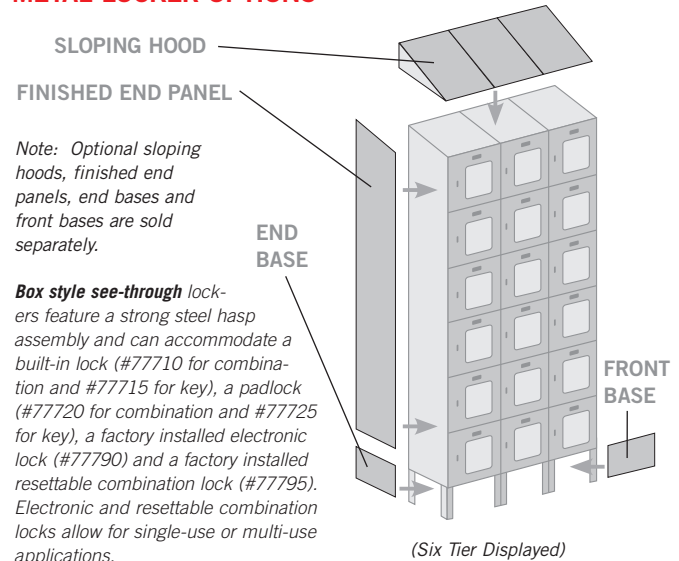 METAL LOCKER OPTIONS
SLOPING HOOD
FINISHED END PANEL
Note: Optional sloping
hoods, finished end
panels, end bases and
front bases are sold
separately.
END
BASE
Box style see-through lock-
ers feature a strong steel hasp
assembly and can accommodate a
built-in lock (#77710 for combina-
tion and #77715 for key), a padlock
(#77720 for combination and #77725
for key), a factory installed electronic
lock (#77790) and a factory installed
resettable combination lock (#77795).
Electronic and resettable combination
locks allow for single-use or multi-use
applications.
FRONT
BASE
(Six Tier Displayed)